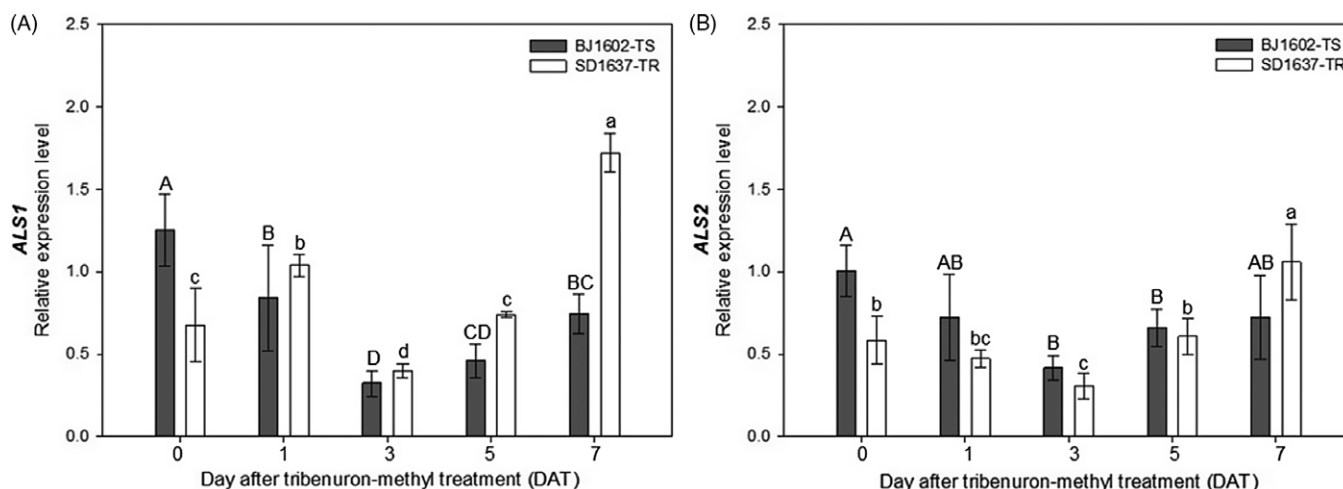 (A)
ALS1
Relative expression level
2.5
2.0
1.5
1.0
0.5
0.0
BJ1602-TS
SD1637-TR
A
c
B
b
D
d
CD
c
BC
a
0 1 3 5 7
Day after tribenuron-methyl treatment (DAT)
(B)
ALS2
Relative expression level
2.5
2.0
1.5
1.0
0.5
0.0
BJ1602-TS
SD1637-TR
A
b
AB
bc
B
c
B
b
AB
a
0 1 3 5 7
Day after tribenuron-methyl treatment (DAT)